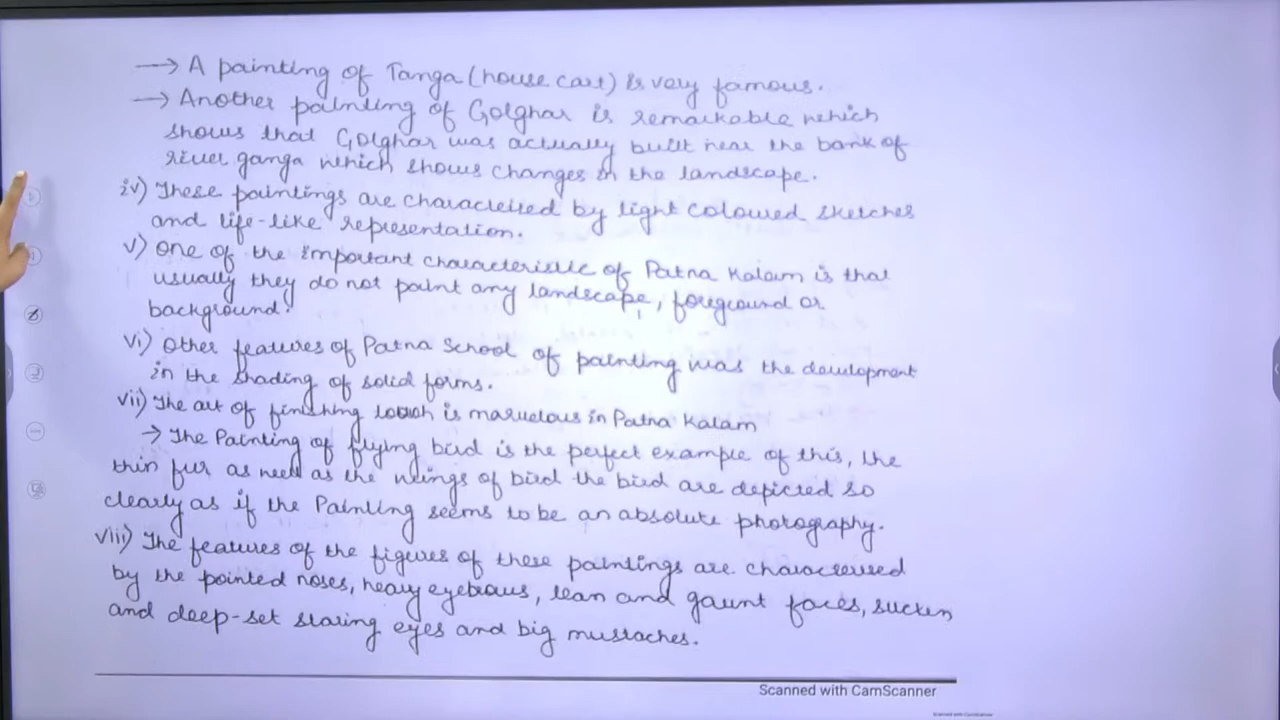 → A painting of Tanga (house cart) is very famous.
→ Another painting of Golghar is remarkable which
shows that Golghar was actually built near the bank of
river ganga which shows changes in the landscape.
iv) These paintings are characterised by light coloured sketches
and life-like representation.
v) One of the important characteristic of Patna Kalam is that
usually they do not paint any landscape, foreground or
background.
vi) Other features of Patna School of painting was the development
in the shading of solid forms.
vii) The art of finishing touch is marvelous in Patna Kalam
→ The Painting of flying bird is the perfect example of this, the
thin fur as well as the wings of bird the bird are depicted so
clearly as if the Painting seems to be an absolute photography.
viii) The features of the figures of these paintings are characterised
by the pointed noses, heavy eyebrows, lean and gaunt faces, sucken
and deep-set staring eyes and big mustaches.
Scanned with CamScanner
Scanned with CamScanner